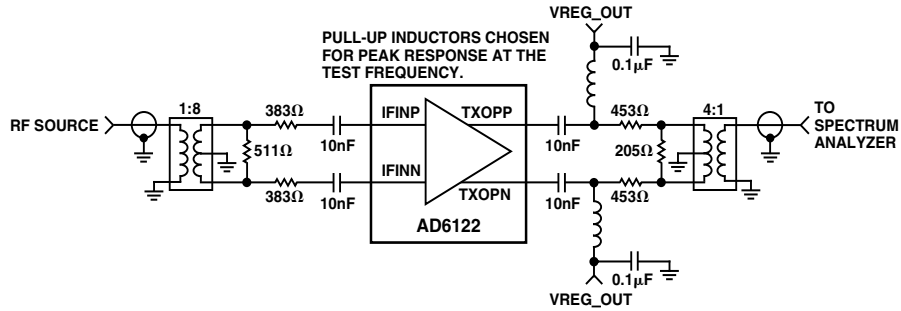 VREG_OUT
PULL-UP INDUCTORS CHOSEN
FOR PEAK RESPONSE AT THE
TEST FREQUENCY.
0.1µF
RF SOURCE
1:8
383Ω
511Ω
383Ω
10nF
10nF
IFINP
IFINN
TXOPP
TXOPN
AD6122
10nF
10nF
453Ω
205Ω
453Ω
4:1
TO
SPECTRUM
ANALYZER
0.1µF
VREG_OUT